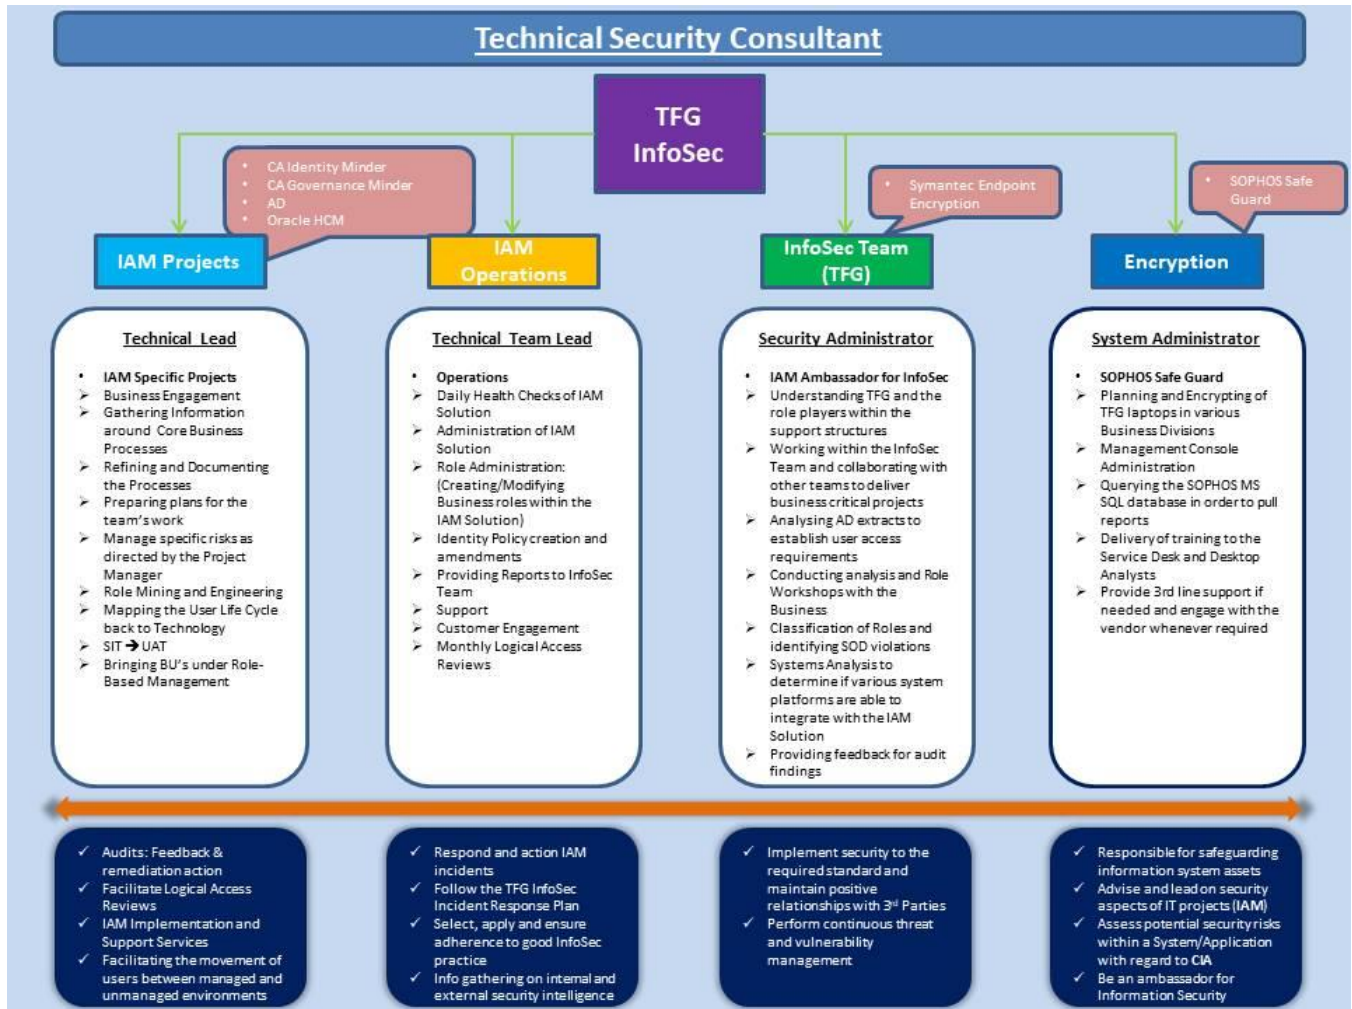 Technical Security Consultant
TFG
InfoSec
• CA Identity Minder
• CA Governance Minder
• AD
• Oracle HCM
• Symantec Endpoint
Encryption
• SOPHOS Safe
Guard
IAM Projects
IAM
Operations
InfoSec Team
(TFG)
Encryption
Technical Lead
• IAM Specific Projects
➢ Business Engagement
➢ Gathering Information
around Core Business
Processes
➢ Refining and Documenting
the Processes
➢ Preparing plans for the
team's work
➢ Manage specific risks as
directed by the Project
Manager
➢ Role Mining and Engineering
➢ Mapping the User Life Cycle
back to Technology
➢ SIT ➔ UAT
➢ Bringing BU's under Role-
Based Management
Technical Team Lead
• Operations
➢ Daily Health Checks of IAM
Solution
➢ Administration of IAM
Solution
➢ Role Administration:
(Creating/Modifying
Business roles within the
IAM Solution)
➢ Identity Policy creation and
amendments
➢ Providing Reports to InfoSec
Team
➢ Support
➢ Customer Engagement
➢ Monthly Logical Access
Reviews
Security Administrator
• IAM Ambassador for InfoSec
➢ Understanding TFG and the
role players within the
support structures
➢ Working within the InfoSec
Team and collaborating with
other teams to deliver
business critical projects
➢ Analysing AD extracts to
establish user access
requirements
➢ Conducting analysis and Role
Workshops with the
Business
➢ Classification of Roles and
identifying SOD violations
➢ Systems Analysis to
determine if various system
platforms are able to
integrate with the IAM
Solution
➢ Providing feedback for audit
findings
System Administrator
• SOPHOS Safe Guard
➢ Planning and Encrypting of
TFG laptops in various
Business Divisions
➢ Management Console
Administration
➢ Querying the SOPHOS MS
SQL database in order to pull
reports
➢ Delivery of training to the
Service Desk and Desktop
Analysts
➢ Provide 3rd line support if
needed and engage with the
vendor whenever required
✓ Audits: Feedback &
remediation action
✓ Facilitate Logical Access
Reviews
✓ IAM Implementation and
Support Services
✓ Facilitating the movement of
users between managed and
unmanaged environments
✓ Respond and action IAM
incidents
✓ Follow the TFG InfoSec
Incident Response Plan
✓ Select, apply and ensure
adherence to good InfoSec
practice
✓ Info gathering on internal and
external security intelligence
✓ Implement security to the
required standard and
maintain positive
relationships with 3rd Parties
✓ Perform continuous threat
and vulnerability
management
✓ Responsible for safeguarding
information system assets
✓ Advise and lead on security
aspects of IT projects (IAM)
✓ Assess potential security risks
within a System/Application
with regard to CIA
✓ Be an ambassador for
Information Security